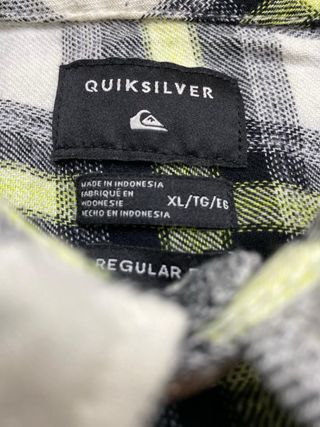 QUIKSILVER
MADE IN INDONESIA
FABRIQUÉ EN
INDONESIE
HECHO EN INDONESIA
XL/TG/EG
REGULAR